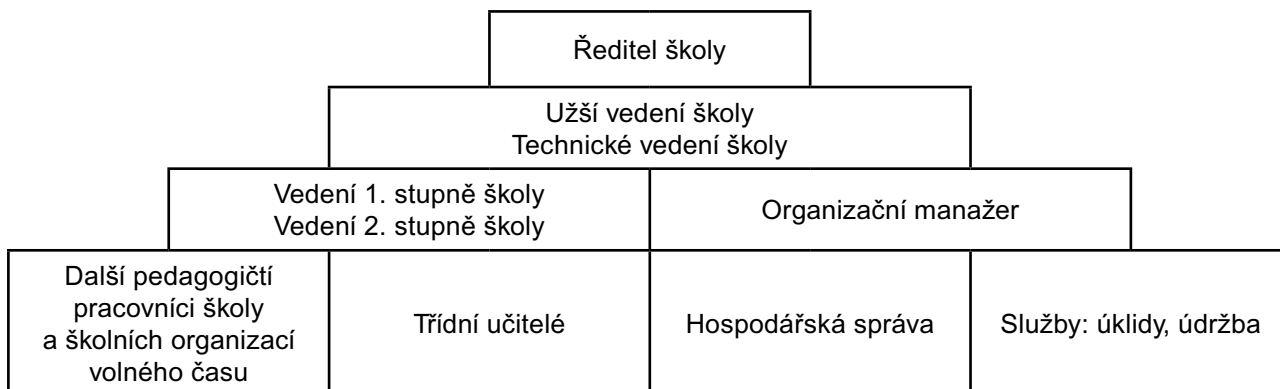 Ředitel školy
Užší vedení školy
Technické vedení školy
Vedení 1. stupně školy
Vedení 2. stupně školy
Organizační manažer
Další pedagogičtí
pracovníci školy
a školních organizací
volného času
Třídní učitelé
Hospodářská správa
Služby: úklidy, údržba